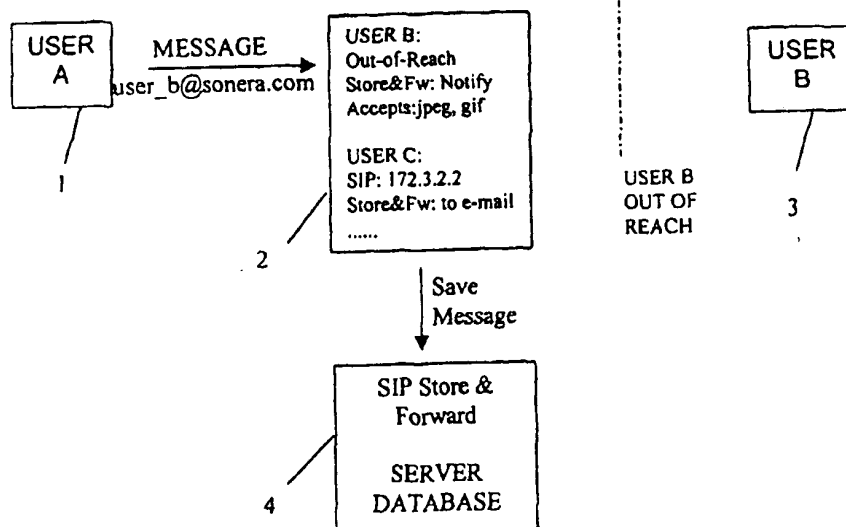 USER
A
MESSAGE
user_b@sonera.com
1
USER B:
Out-of-Reach
Store&Fw: Notify
Accepts:jpeg, gif
USER C:
SIP: 172.3.2.2
Store&Fw: to e-mail
......
2
USER
B
3
USER B
OUT OF
REACH
Save
Message
SIP Store &
Forward
SERVER
DATABASE
4